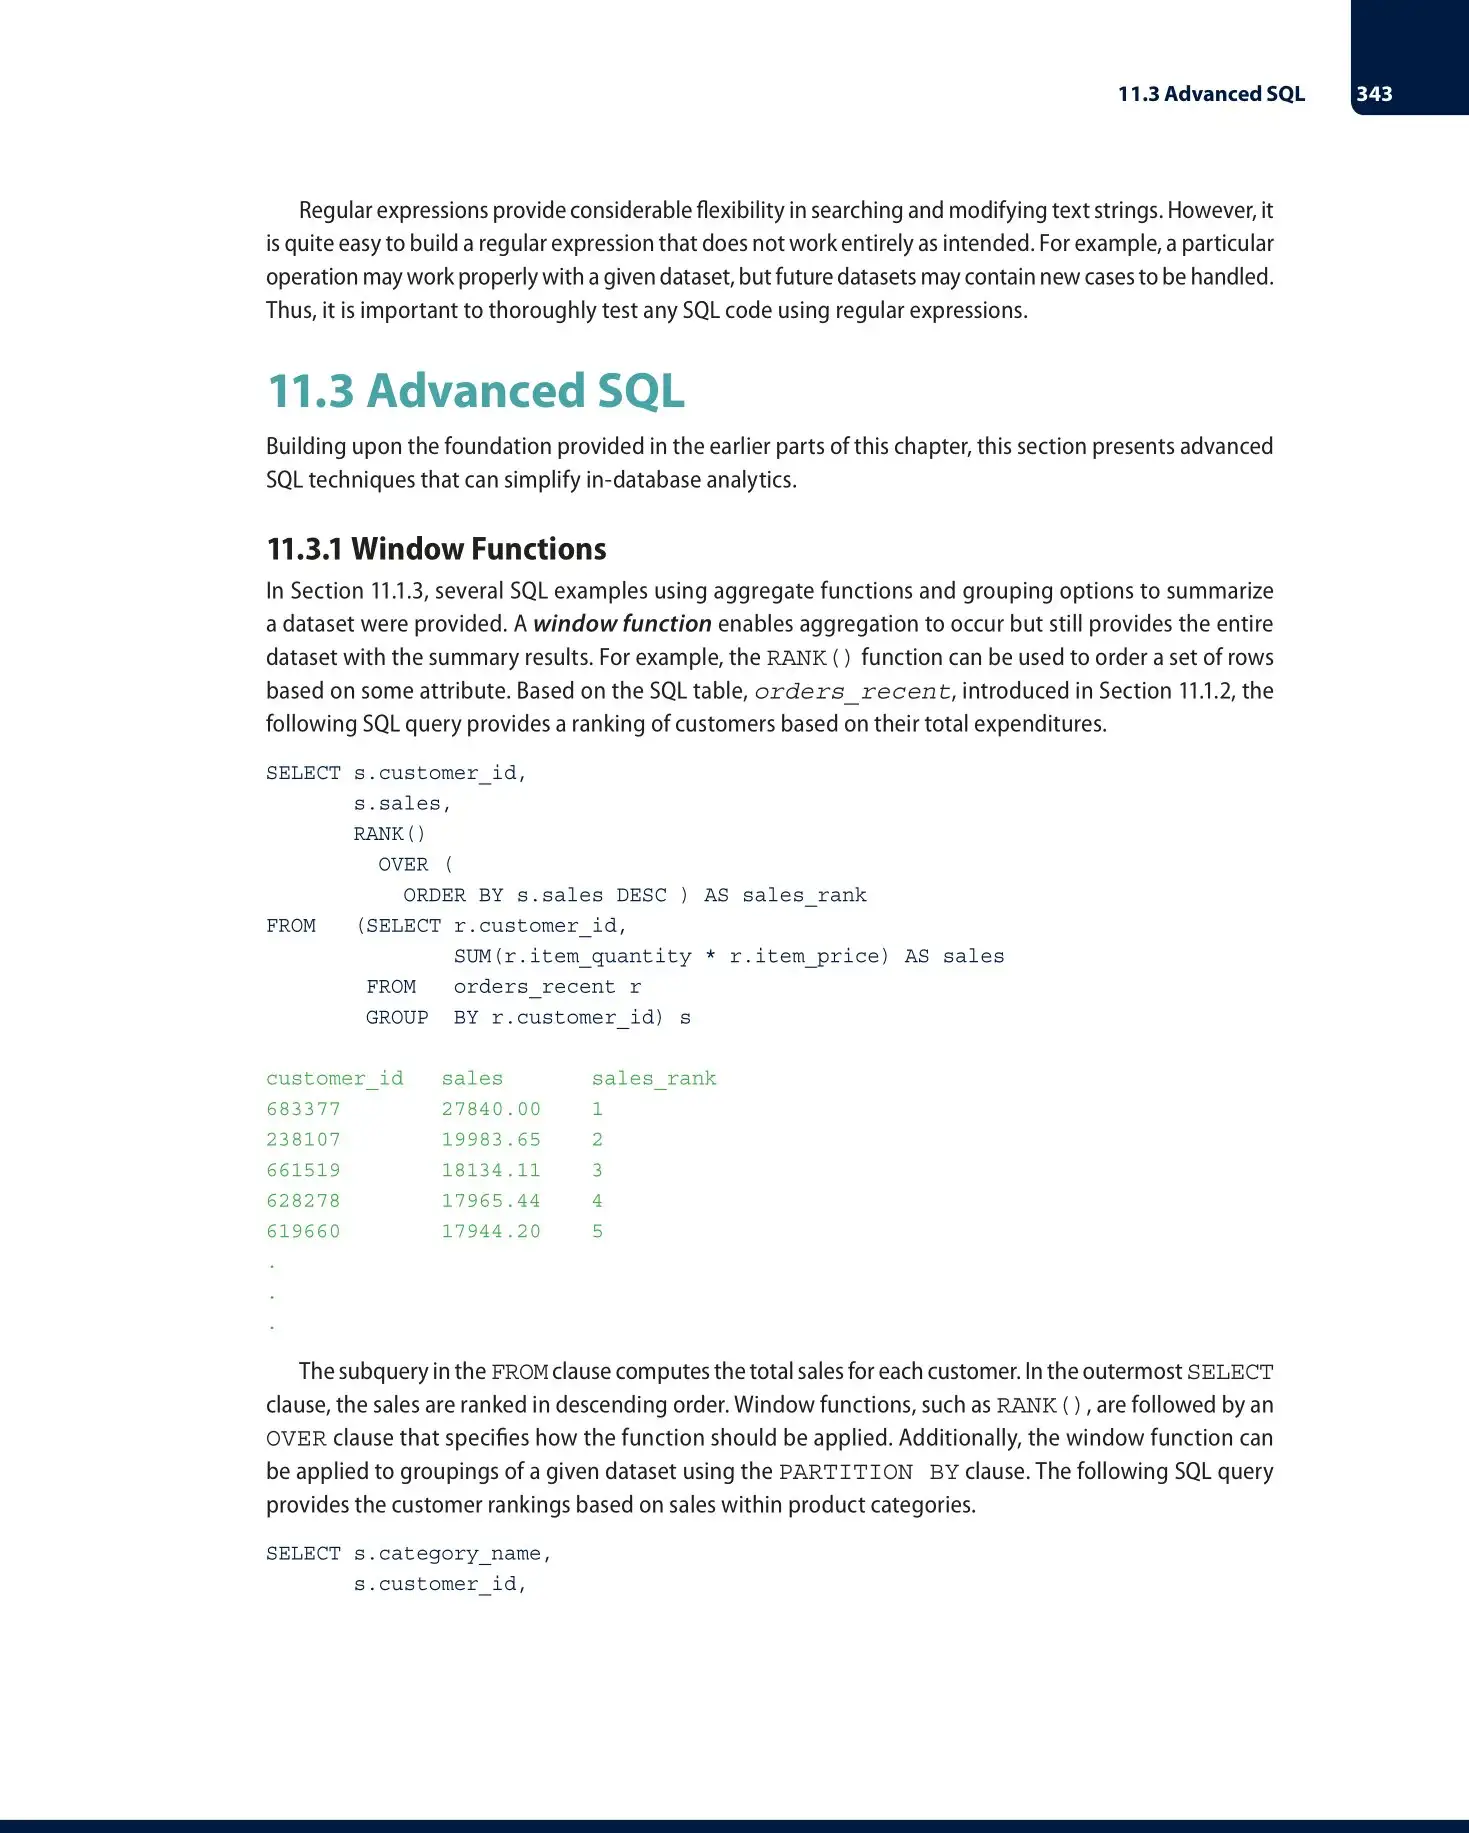 11.3 Advanced SQL 343
Regular expressions provide considerable flexibility in searching and modifying text strings. However, it
is quite easy to build a regular expression that does not work entirely as intended. For example, a particular
operation may work properly with a given dataset, but future datasets may contain new cases to be handled.
Thus, it is important to thoroughly test any SQL code using regular expressions.
11.3 Advanced SQL
Building upon the foundation provided in the earlier parts of this chapter, this section presents advanced
SQL techniques that can simplify in-database analytics.
11.3.1 Window Functions
In Section 11.1.3, several SQL examples using aggregate functions and grouping options to summarize
a dataset were provided. A window function enables aggregation to occur but still provides the entire
dataset with the summary results. For example, the RANK() function can be used to order a set of rows
based on some attribute. Based on the SQL table, orders_recent, introduced in Section 11.1.2, the
following SQL query provides a ranking of customers based on their total expenditures.
SELECT s.customer_id,
s.sales,
RANK()
OVER (
ORDER BY s.sales DESC ) AS sales_rank
FROM (SELECT r.customer_id,
SUM(r.item_quantity * r.item_price) AS sales
FROM orders_recent r
GROUP BY r.customer_id) s
customer_id sales sales_rank
683377 27840.00 1
238107 19983.65 2
661519 18134.11 3
628278 17965.44 4
619660 17944.20 5
.
.
.
The subquery in the FROM clause computes the total sales for each customer. In the outermost SELECT
clause, the sales are ranked in descending order. Window functions, such as RANK(), are followed by an
OVER clause that specifies how the function should be applied. Additionally, the window function can
be applied to groupings of a given dataset using the PARTITION BY clause. The following SQL query
provides the customer rankings based on sales within product categories.
SELECT s.category_name,
s.customer_id,